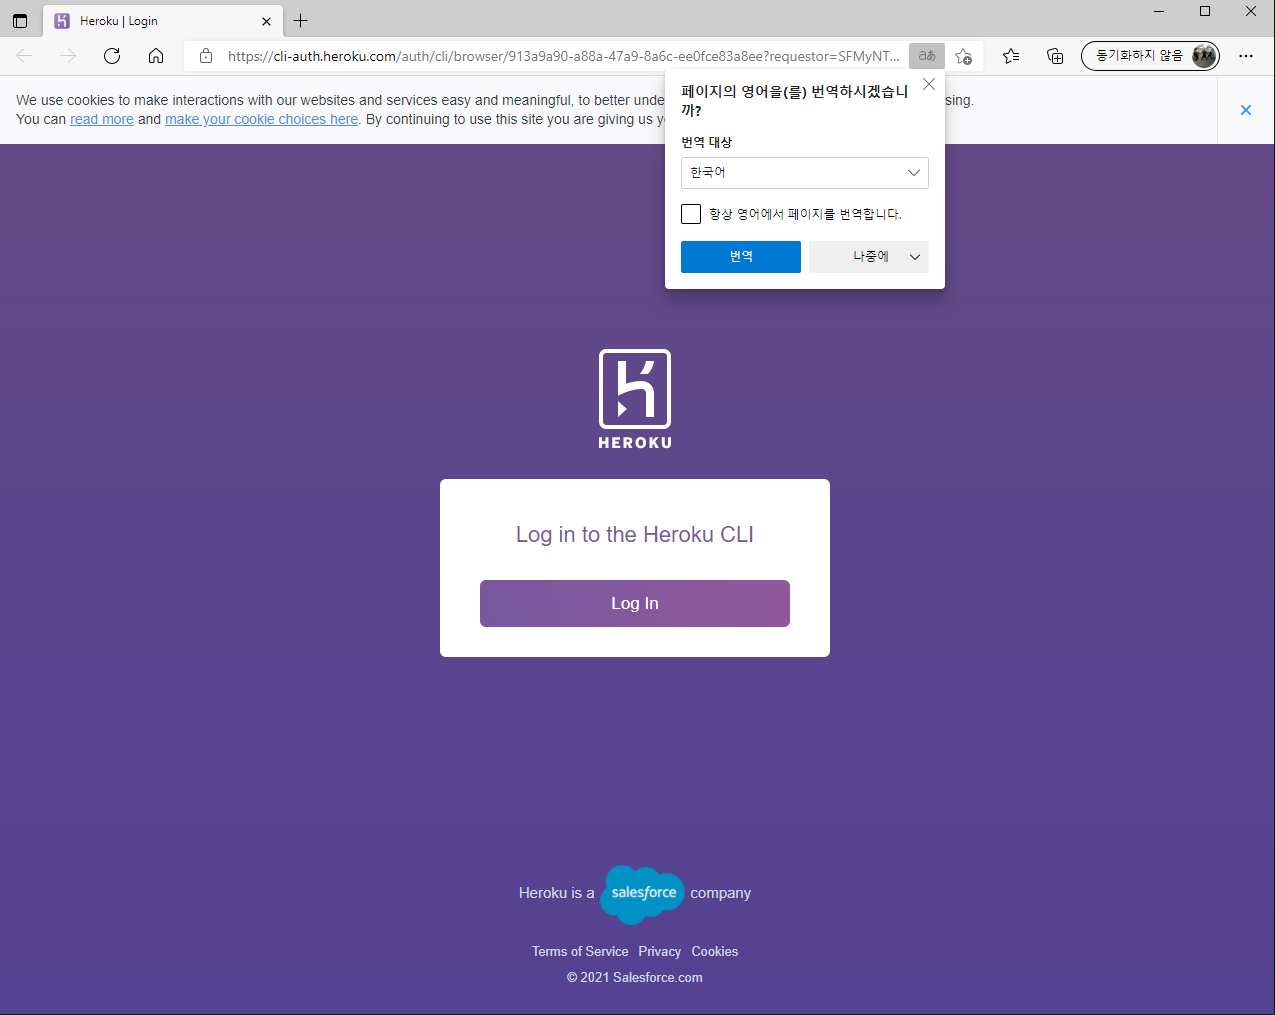 Heroku | Login
https://cli-auth.heroku.com/auth/cli/browser/913a9a90-a88a-47a9-8a6c-ee0fce83a8ee?requestor=SFMyNT...
aあ
동기화하지 않음
We use cookies to make interactions with our websites and services easy and meaningful, to better unde
sing.
You can read more and make your cookie choices here. By continuing to use this site you are giving us y
페이지의 영어을(를) 번역하시겠습니
까?
번역 대상
한국어
항상 영어에서 페이지를 번역합니다.
번역
나중에
HEROKU
Log in to the Heroku CLI
Log In
Heroku is a salesforce company
Terms of Service Privacy Cookies
© 2021 Salesforce.com